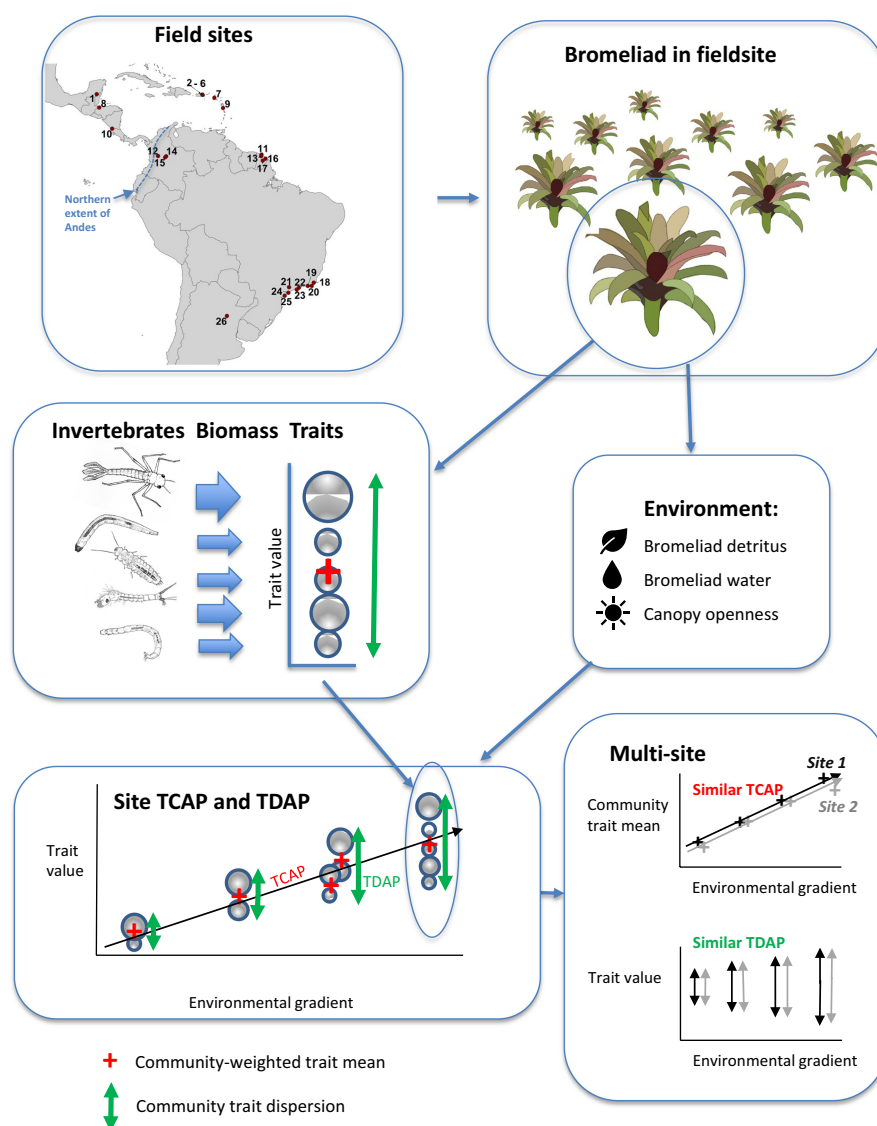 Field sites
2 - 6
1
8
7
9
10
12
14
15
11
13
16
17
Northern
extent of
Andes
19
21
22
18
24
23
20
25
26
Bromeliad in fieldsite
Invertebrates Biomass Traits
Trait value
Environment:
Bromeliad detritus
Bromeliad water
Canopy openness
Site TCAP and TDAP
Trait
value
TCAP
TDAP
Environmental gradient
Multi-site
Site 1
Similar TCAP
Site 2
Community
trait mean
Environmental gradient
Similar TDAP
Trait value
Environmental gradient
Community-weighted trait mean
Community trait dispersion